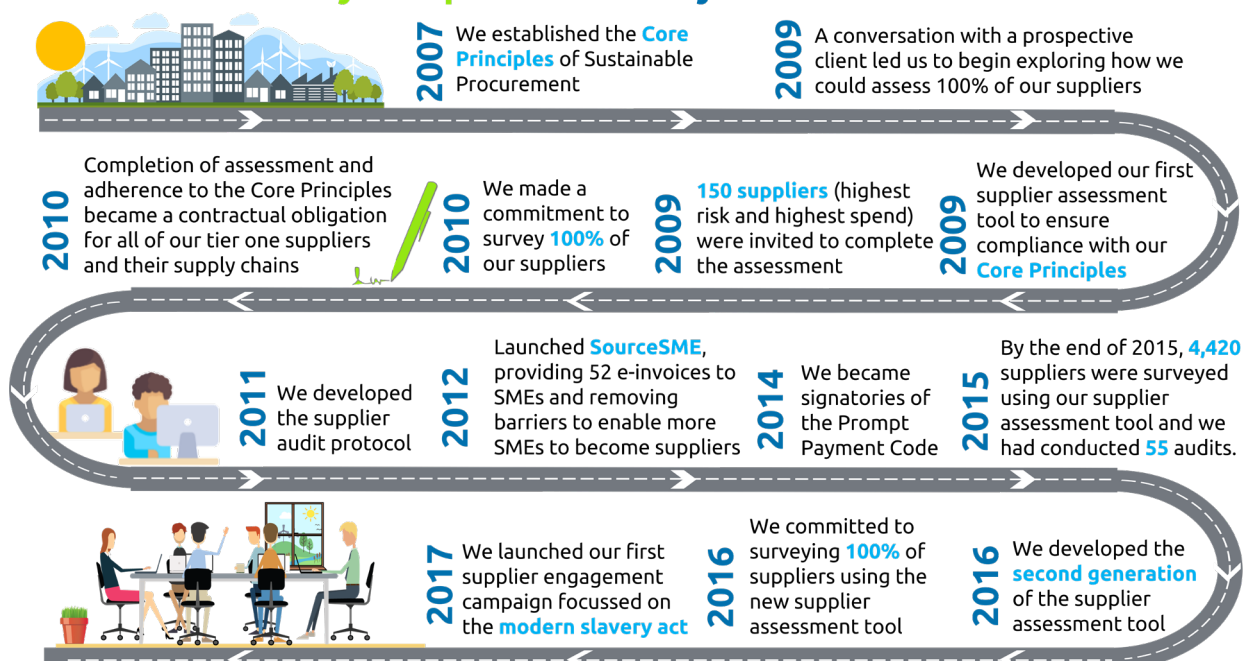 2007
We established the Core
Principles of Sustainable
Procurement
2009
A conversation with a prospective
client led us to begin exploring how we
could assess 100% of our suppliers
2009
We developed our first
supplier assessment
tool to ensure
compliance with our
Core Principles
2009
150 suppliers (highest
risk and highest spend)
were invited to complete
the assessment
2010
We made a
commitment to
survey 100% of
our suppliers
2010
Completion of assessment and
adherence to the Core Principles
became a contractual obligation
for all of our tier one suppliers
and their supply chains
2011
We developed
the supplier
audit protocol
2012
Launched SourceSME,
providing 52 e-invoices to
SMEs and removing
barriers to enable more
SMEs to become suppliers
2014
We became
signatories of
the Prompt
Payment Code
2015
By the end of 2015, 4,420
suppliers were surveyed
using our supplier
assessment tool and we
had conducted 55 audits.
2016
We developed the
second generation
of the supplier
assessment tool
2016
We committed to
surveying 100% of
suppliers using the
new supplier
assessment tool
2017
We launched our first
supplier engagement
campaign focussed on
the modern slavery act